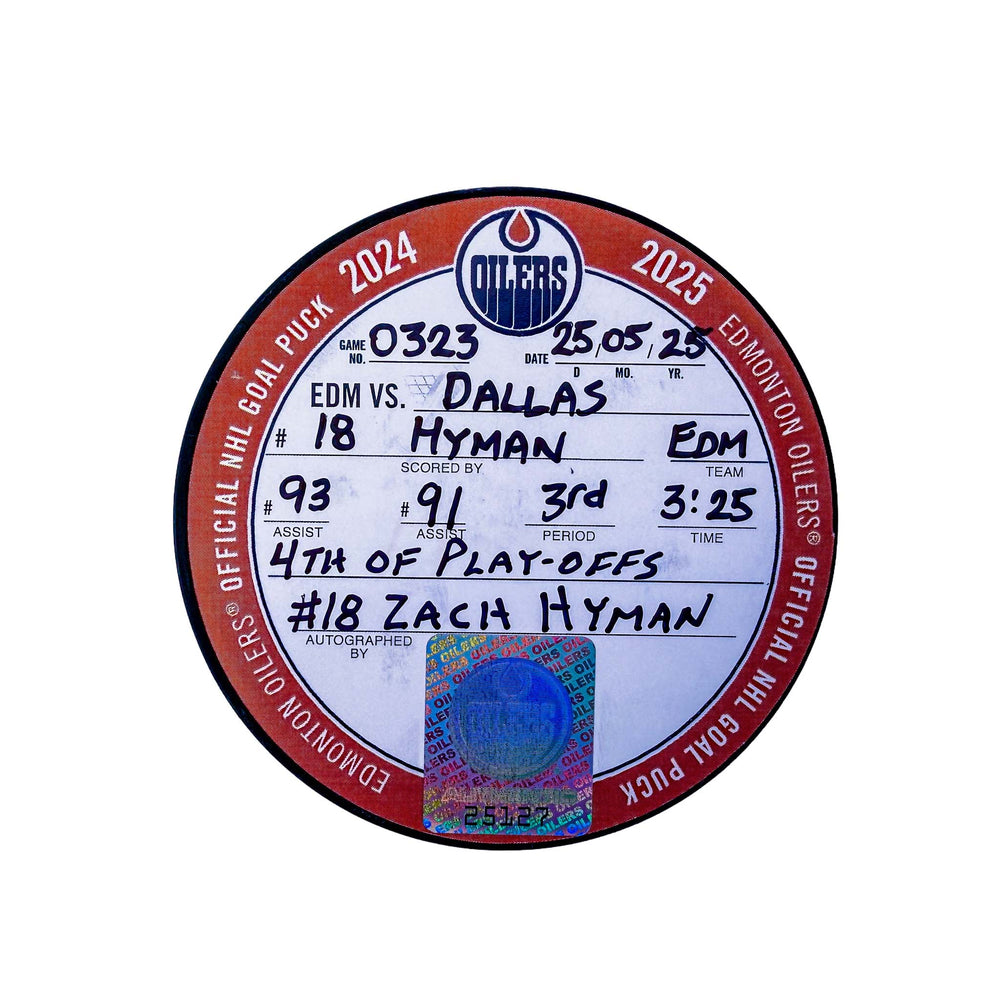 EDMONTON OILERS® OFFICIAL NHL GOAL PUCK 2024
OILERS
2025 EDMONTON OILERS® OFFICIAL NHL GOAL PUCK
GAME NO. 0323 DATE 25/05/25
D MO. YR.
EDM VS. DALLAS
# 18 HYMAN EDM
SCORED BY TEAM
# 93 # 91 3rd 3:25
ASSIST ASSIST PERIOD TIME
4TH OF PLAY-OFFS
#18 ZACH HYMAN
AUTOGRAPHED BY
OILERS
25127